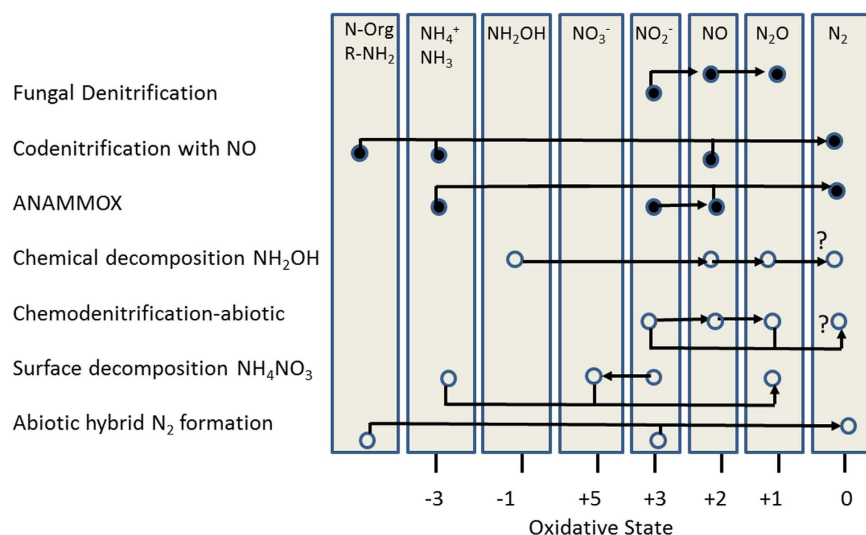 N-Org
R-NH₂
NH₄⁺
NH₃
NH₂OH
NO₃⁻
NO₂⁻
NO
N₂O
N₂
Fungal Denitrification
Codenitrification with NO
ANAMMOX
Chemical decomposition NH₂OH
?
Chemodenitrification-abiotic
?
Surface decomposition NH₄NO₃
Abiotic hybrid N₂ formation
-3
-1
+5
+3
+2
+1
0
Oxidative State